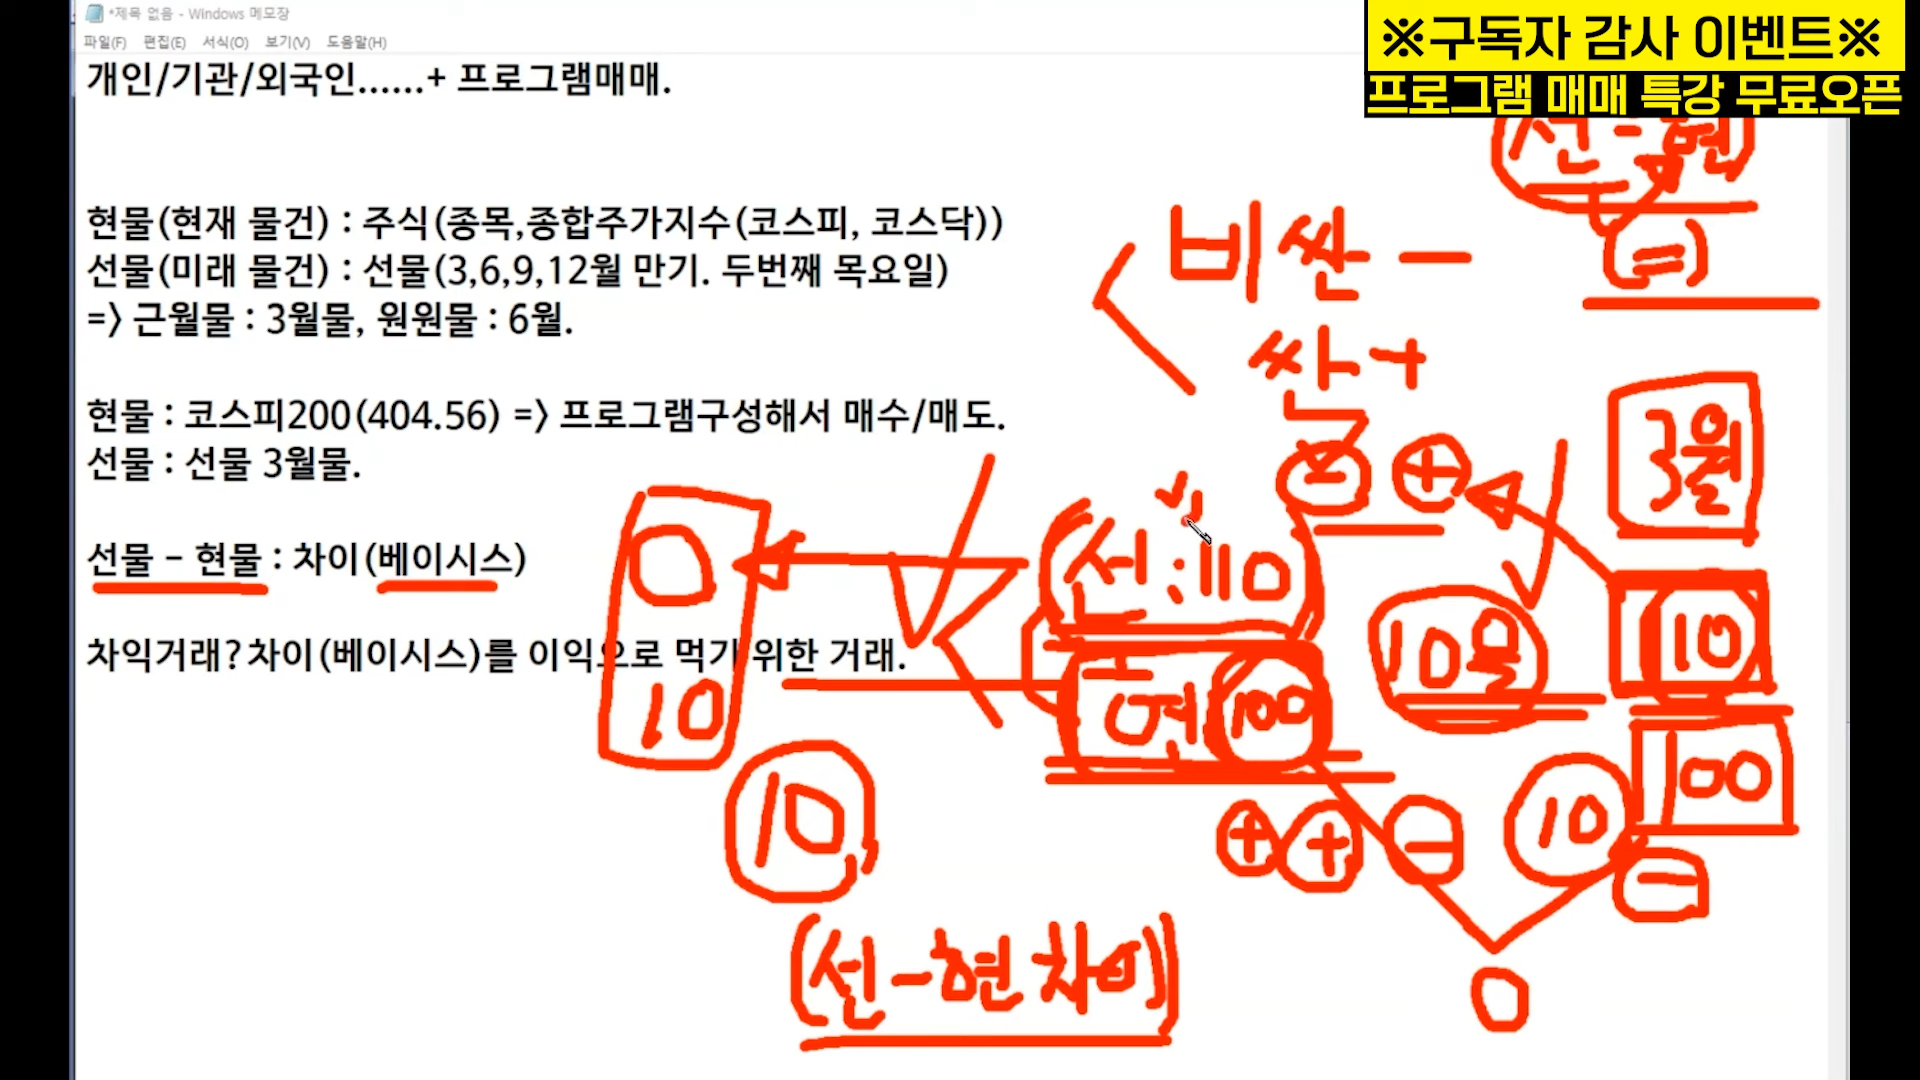 *제목 없음 - Windows 메모장
파일(F) 편집(E) 서식(O) 보기(V) 도움말(H)
※구독자 감사 이벤트※
프로그램 매매 특강 무료오픈
개인/기관/외국인......+ 프로그램매매.
선-현
(=)
현물(현재 물건) : 주식(종목,종합주가지수(코스피, 코스닥))
선물(미래 물건) : 선물(3,6,9,12월 만기. 두번째 목요일)
=> 근월물 : 3월물, 원원물 : 6월.
비싼 -
싼 +
현물 : 코스피200(404.56) => 프로그램구성해서 매수/매도.
선물 : 선물 3월물.
- +
3월
선물 - 현물 : 차이(베이시스)
0
10
선:110
현 100
10월
10
100
차익거래?차이(베이시스)를 이익으로 먹기 위한 거래.
10,
+ + - 10 -
0
(선-현 차이)